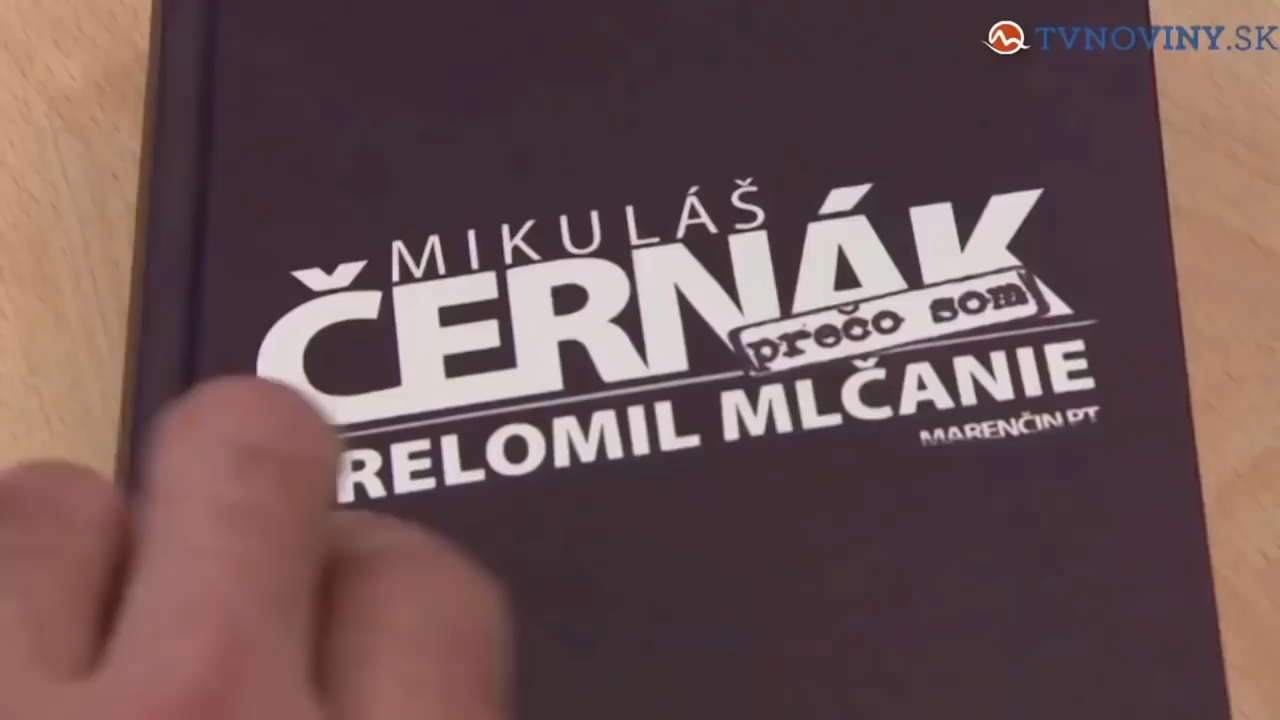 TVNOVINY.SK
MIKULÁŠ
ČERNÁK
prečo som
RELOMIL MLČANIE
MARENČIN PT